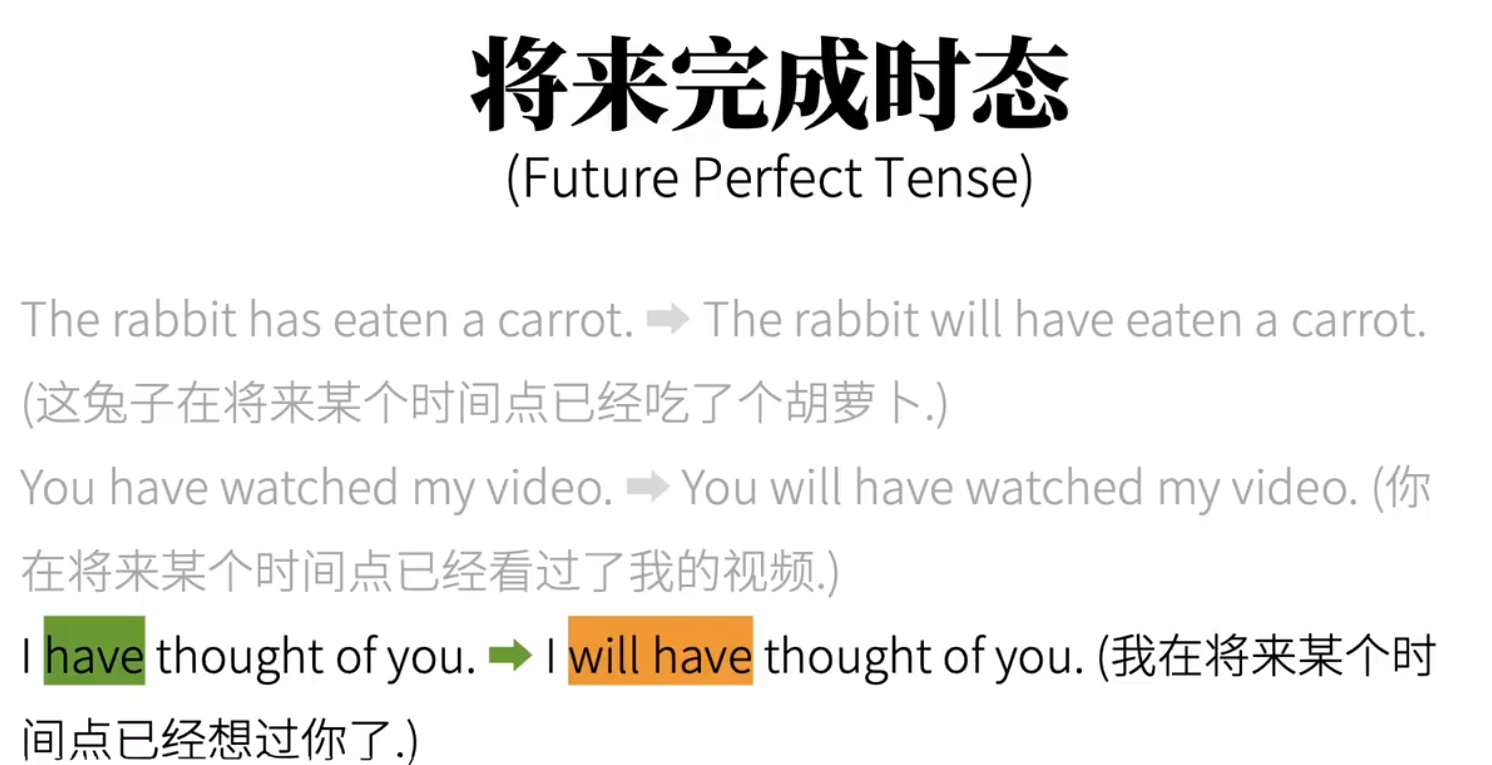 将来完成时态
(Future Perfect Tense)
The rabbit has eaten a carrot. ➡ The rabbit will have eaten a carrot.
(这兔子在将来某个时间点已经吃了个胡萝卜.)
You have watched my video. ➡ You will have watched my video. (你
在将来某个时间点已经看过了我的视频.)
I have thought of you. ➡ I will have thought of you. (我在将来某个时
间点已经想过你了.)